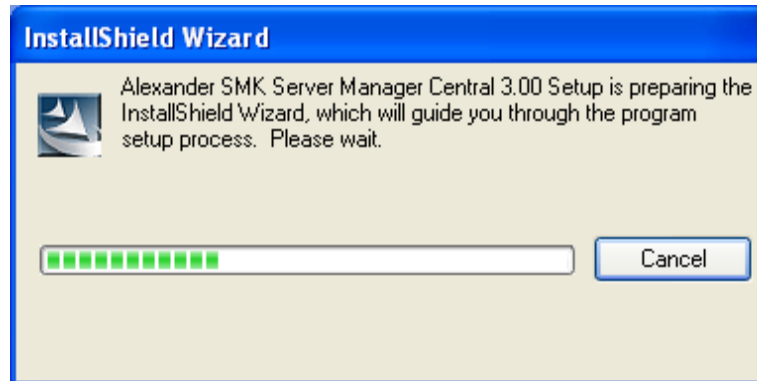 InstallShield Wizard
Alexander SMK Server Manager Central 3.00 Setup is preparing the
InstallShield Wizard, which will guide you through the program
setup process.  Please wait.
Cancel